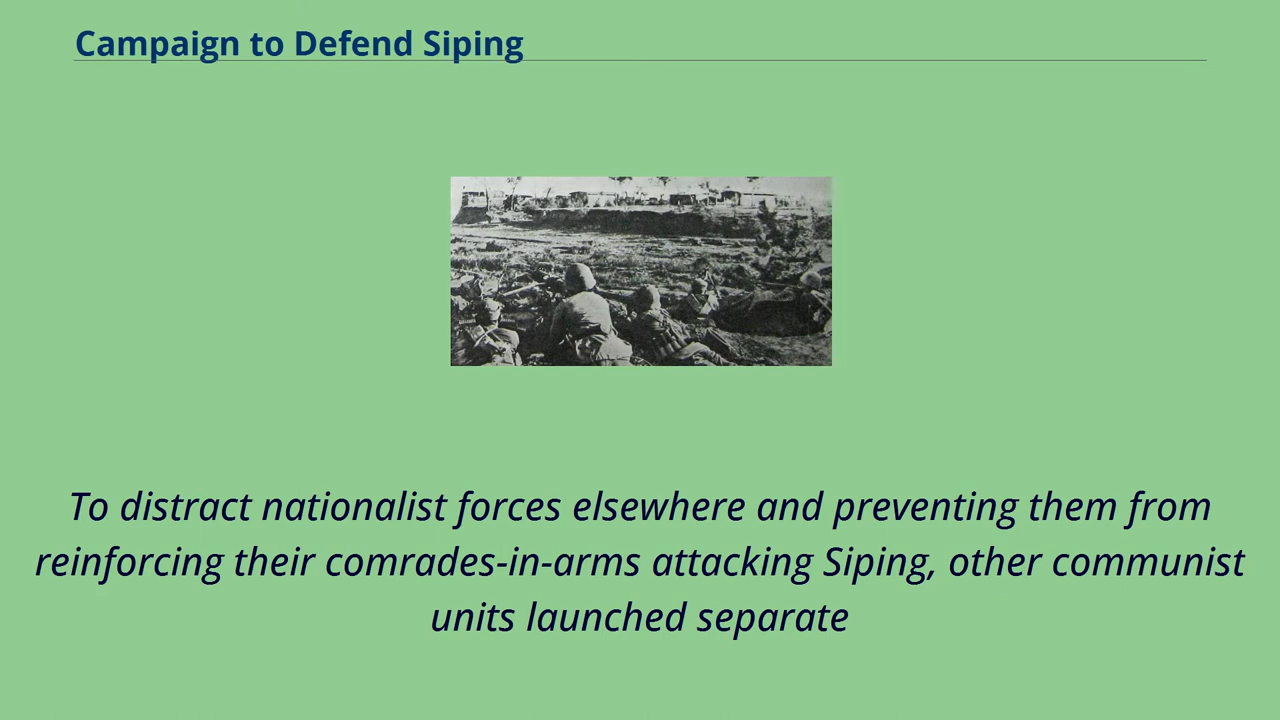 Campaign to Defend Siping
To distract nationalist forces elsewhere and preventing them from
reinforcing their comrades-in-arms attacking Siping, other communist
units launched separate